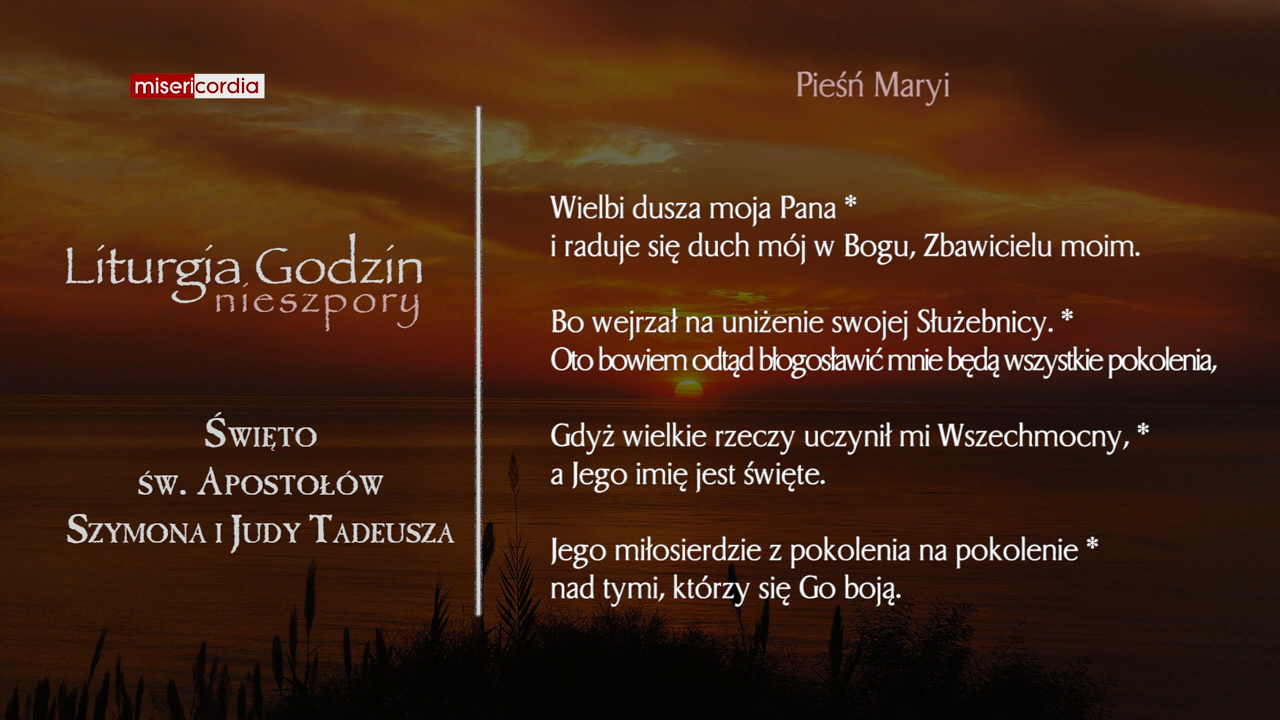 misericordia
Liturgia Godzin
nieszpory
Święto
św. Apostołów
Szymona i Judy Tadeusza
Pieśń Maryi
Wielbi dusza moja Pana *
i raduje się duch mój w Bogu, Zbawicielu moim.
Bo wejrzał na uniżenie swojej Służebnicy. *
Oto bowiem odtąd błogosławić mnie będą wszystkie pokolenia,
Gdyż wielkie rzeczy uczynił mi Wszechmocny, *
a Jego imię jest święte.
Jego miłosierdzie z pokolenia na pokolenie *
nad tymi, którzy się Go boją.